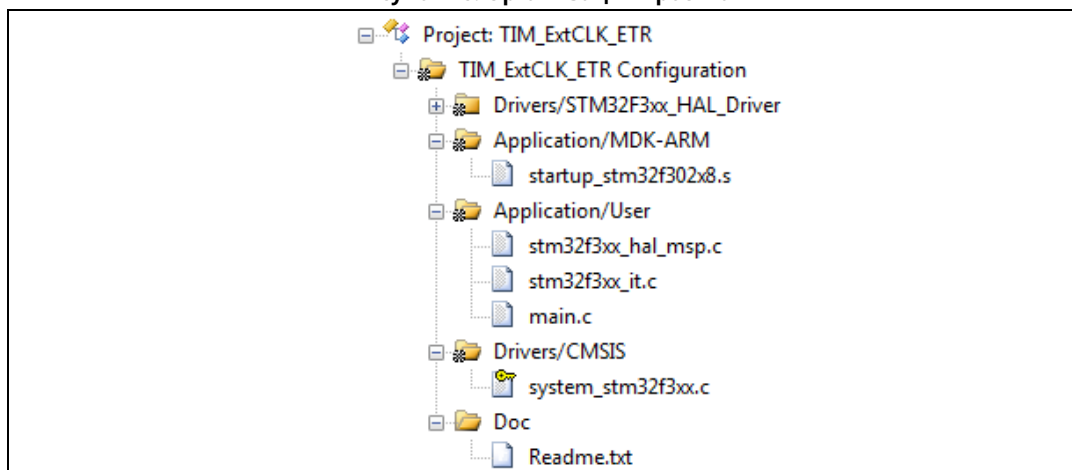 Project: TIM_ExtCLK_ETR
TIM_ExtCLK_ETR Configuration
Drivers/STM32F3xx_HAL_Driver
Application/MDK-ARM
startup_stm32f302x8.s
Application/User
stm32f3xx_hal_msp.c
stm32f3xx_it.c
main.c
Drivers/CMSIS
system_stm32f3xx.c
Doc
Readme.txt